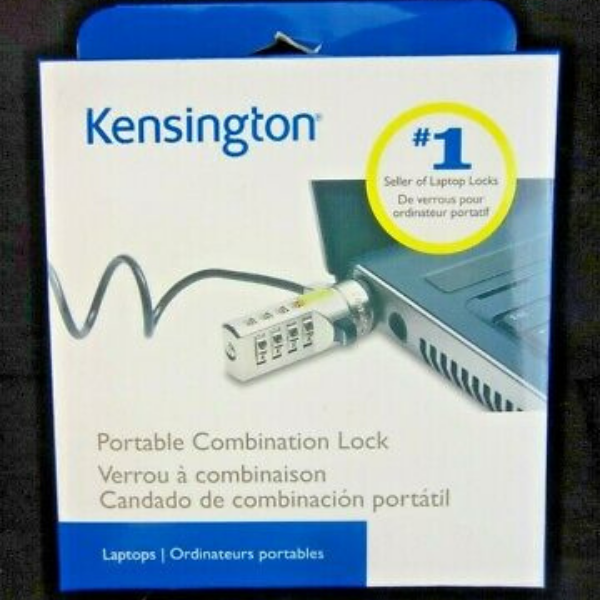 Kensington®
#1
Seller of Laptop Locks
De verrous pour
ordinateur portatif
Portable Combination Lock
Verrou à combinaison
Candado de combinación portátil
Laptops | Ordinateurs portables